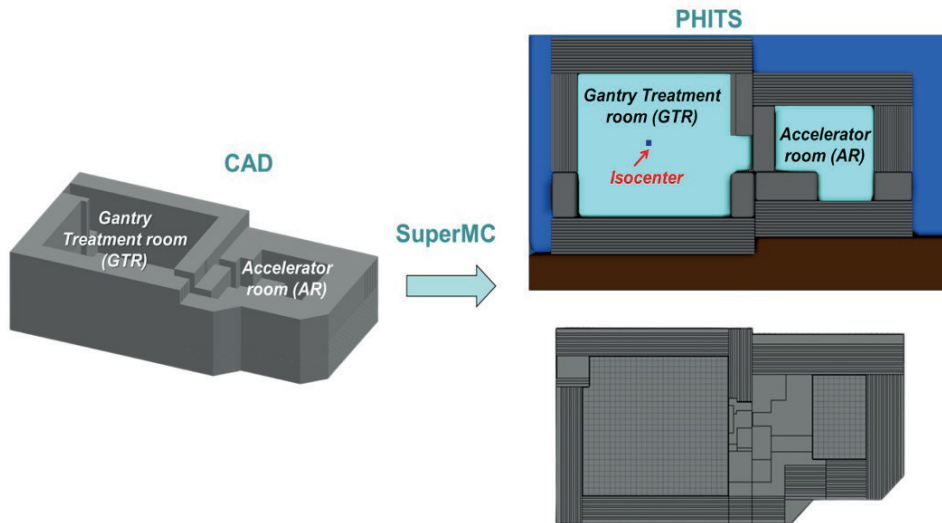 PHITS
Gantry Treatment
room (GTR)
Accelerator
room (AR)
Isocenter
CAD
Gantry
Treatment room
(GTR)
Accelerator
room (AR)
SuperMC